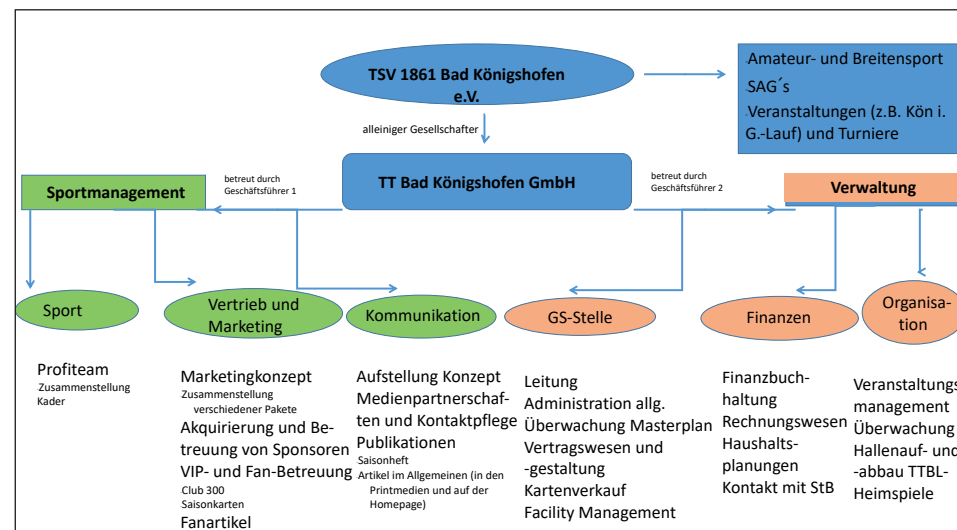 TSV 1861 Bad Königshofen
e.V.
Amateur- und Breitensport
SAG´s
Veranstaltungen (z.B. Kön i.
G.-Lauf) und Turniere
alleiniger Gesellschafter
TT Bad Königshofen GmbH
betreut durch
Geschäftsführer 1
betreut durch
Geschäftsführer 2
Sportmanagement
Verwaltung
Sport
Vertrieb und
Marketing
Kommunikation
GS-Stelle
Finanzen
Organisa-
tion
Profiteam
Zusammenstellung
Kader
Marketingkonzept
Zusammenstellung
verschiedener Pakete
Akquirierung und Be-
treuung von Sponsoren
VIP- und Fan-Betreuung
Club 300
Saisonkarten
Fanartikel
Aufstellung Konzept
Medienpartnerschaf-
ten und Kontaktpflege
Publikationen
Saisonheft
Artikel im Allgemeinen (in den
Printmedien und auf der
Homepage)
Leitung
Administration allg.
Überwachung Masterplan
Vertragswesen und
-gestaltung
Kartenverkauf
Facility Management
Finanzbuch-
haltung
Rechnungswesen
Haushalts-
planungen
Kontakt mit StB
Veranstaltungs
management
Überwachung
Hallenauf- und
-abbau TTBL-
Heimspiele